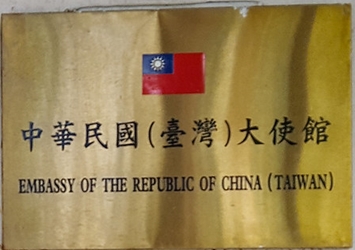 中華民國(臺灣)大使館
EMBASSY OF THE REPUBLIC OF CHINA (TAIWAN)